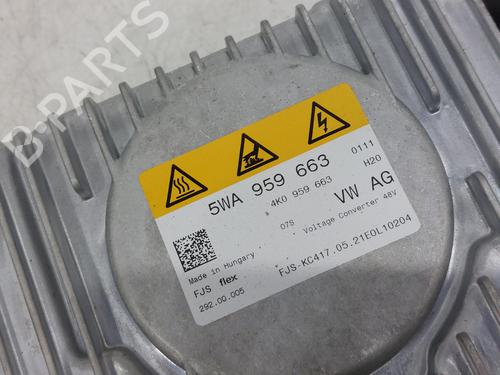 B-PARTS
5WA 959 663
0111
4K0 959 663
H20
07S
VW AG
Voltage Converter 48V
Made in Hungary
FJS flex
FJS-KC417.05.21E0L10204
292.00.005